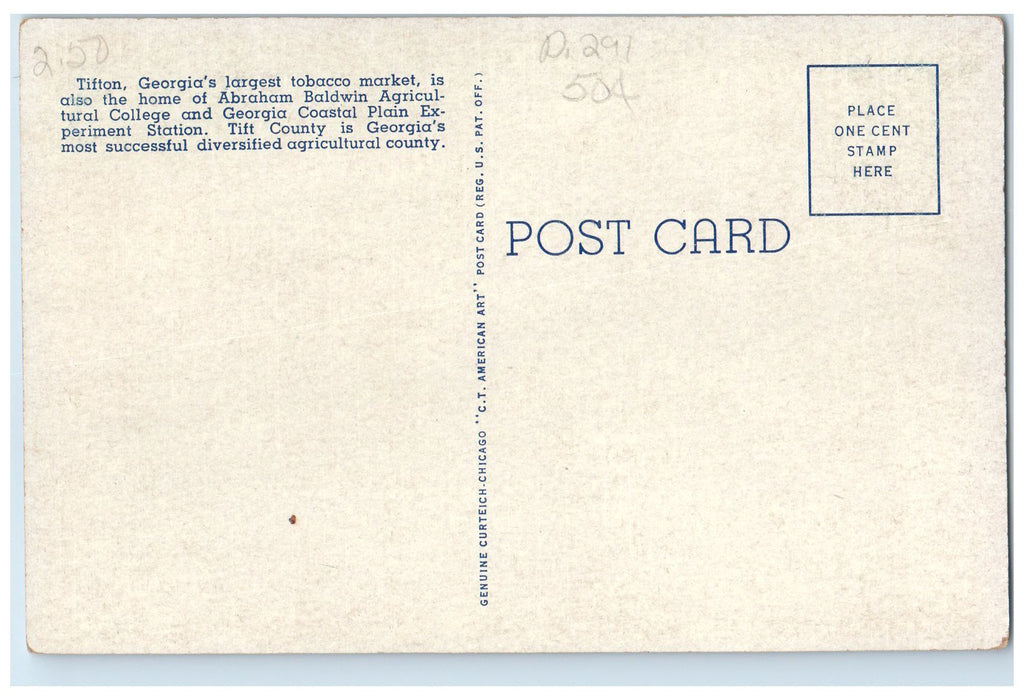 2.50
Tifton, Georgia's largest tobacco market, is
also the home of Abraham Baldwin Agricul-
tural College and Georgia Coastal Plain Ex-
periment Station. Tift County is Georgia's
most successful diversified agricultural county.
GENUINE CURTEICH-CHICAGO "C.T. AMERICAN ART" POST CARD (REG. U.S. PAT. OFF.)
D.291
504
POST CARD
PLACE
ONE CENT
STAMP
HERE